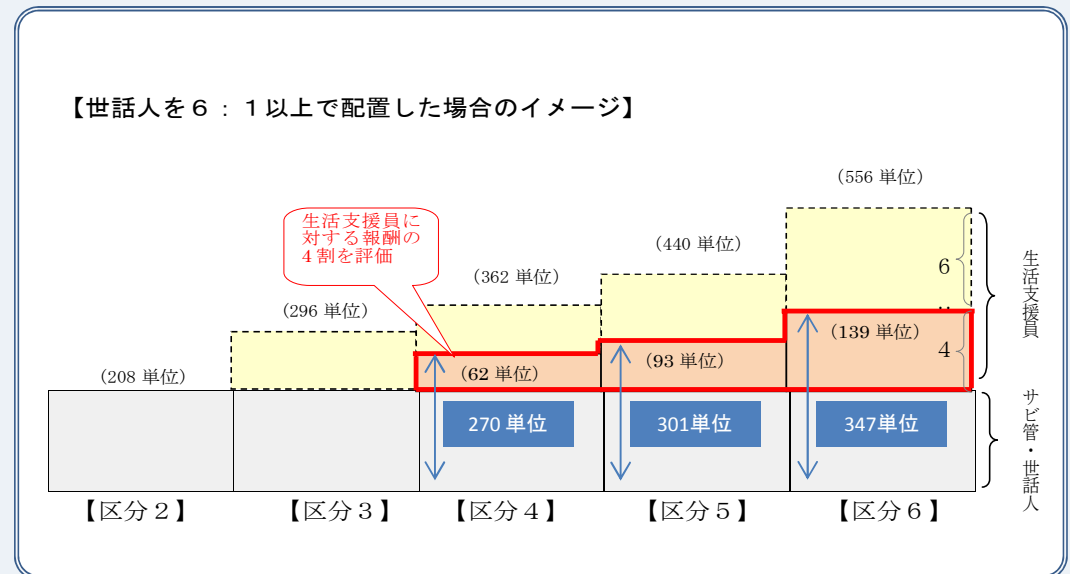 【世話人を６：１以上で配置した場合のイメージ】
（556 単位）
生活支援員に
対する報酬の
４割を評価
（440 単位）
（362 単位）
（296 単位）
（208 単位）
6
4
（139 単位）
（93 単位）
（62 単位）
270 単位
301単位
347単位
生活支援員
サビ管・世話人
【区分２】
【区分３】
【区分４】
【区分５】
【区分６】